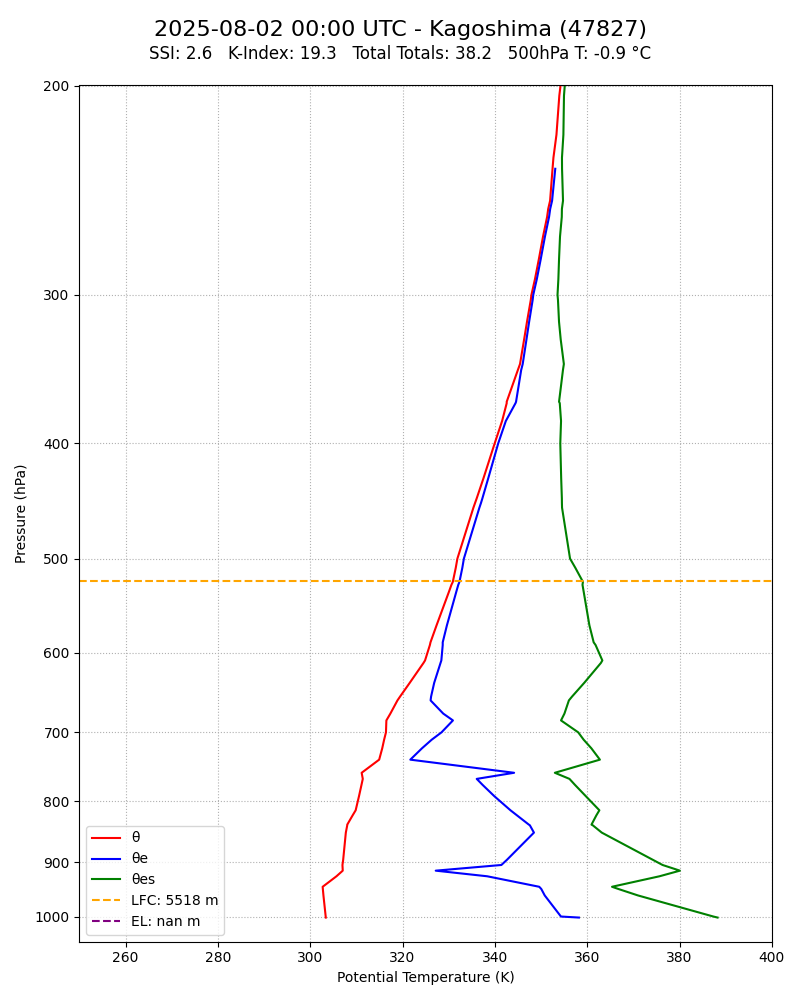 2025-08-02 00:00 UTC - Kagoshima (47827)
SSI: 2.6   K-Index: 19.3   Total Totals: 38.2   500hPa T: -0.9 °C
200
300
400
500
600
700
800
900
1000
Pressure (hPa)
θ
θe
θes
LFC: 5518 m
EL: nan m
260 280 300 320 340 360 380 400
Potential Temperature (K)